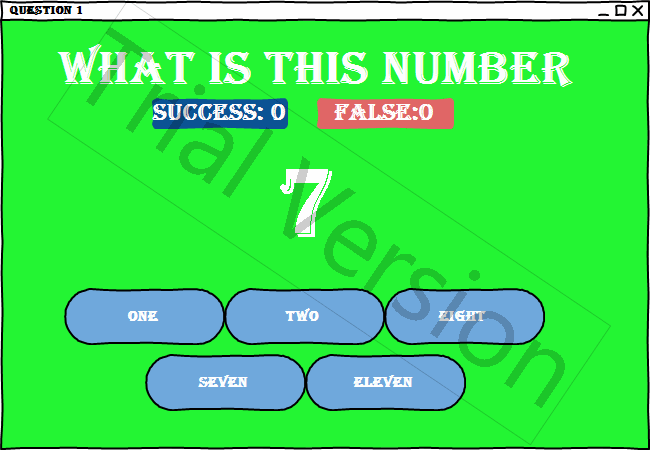 QUESTION 1
WHAT IS THIS NUMBER
SUCCESS: 0 FALSE:0
7
ONE TWO EIGHT
SEVEN ELEVEN
Trial Version